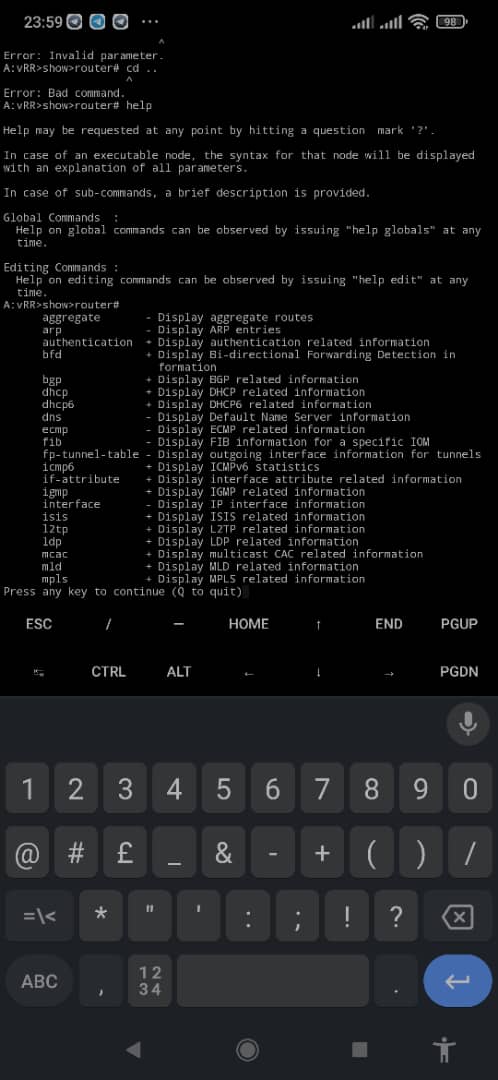 23:59 ... 98
^
Error: Invalid parameter.
A:vRR>show>router# cd ..
^
Error: Bad command.
A:vRR>show>router# help
Help may be requested at any point by hitting a question  mark '?'.
In case of an executable node, the syntax for that node will be displayed
with an explanation of all parameters.
In case of sub-commands, a brief description is provided.
Global Commands  :
Help on global commands can be observed by issuing "help globals" at any
time.
Editing Commands :
Help on editing commands can be observed by issuing "help edit" at any
time.
A:vRR>show>router#
aggregate       - Display aggregate routes
arp             - Display ARP entries
authentication  + Display authentication related information
bfd             + Display Bi-directional Forwarding Detection in
formation
bgp             + Display BGP related information
dhcp            + Display DHCP related information
dhcp6           + Display DHCP6 related information
dns             - Display Default Name Server information
ecmp            - Display ECMP related information
fib             - Display FIB information for a specific IOM
fp-tunnel-table - Display outgoing interface information for tunnels
icmp6           + Display ICMPv6 statistics
if-attribute    + Display interface attribute related information
igmp            + Display IGMP related information
interface       - Display IP interface information
isis            + Display ISIS related information
l2tp            + Display L2TP related information
ldp             + Display LDP related information
mcac            + Display multicast CAC related information
mld             + Display MLD related information
mpls            + Display MPLS related information
Press any key to continue (Q to quit)
ESC / — HOME ↑ END PGUP
CTRL ALT ← ↓ → PGDN
1 2 3 4 5 6 7 8 9 0
@ # £ _ & - + ( ) /
=\< * " ' : ; ! ?
ABC , 12 .
34